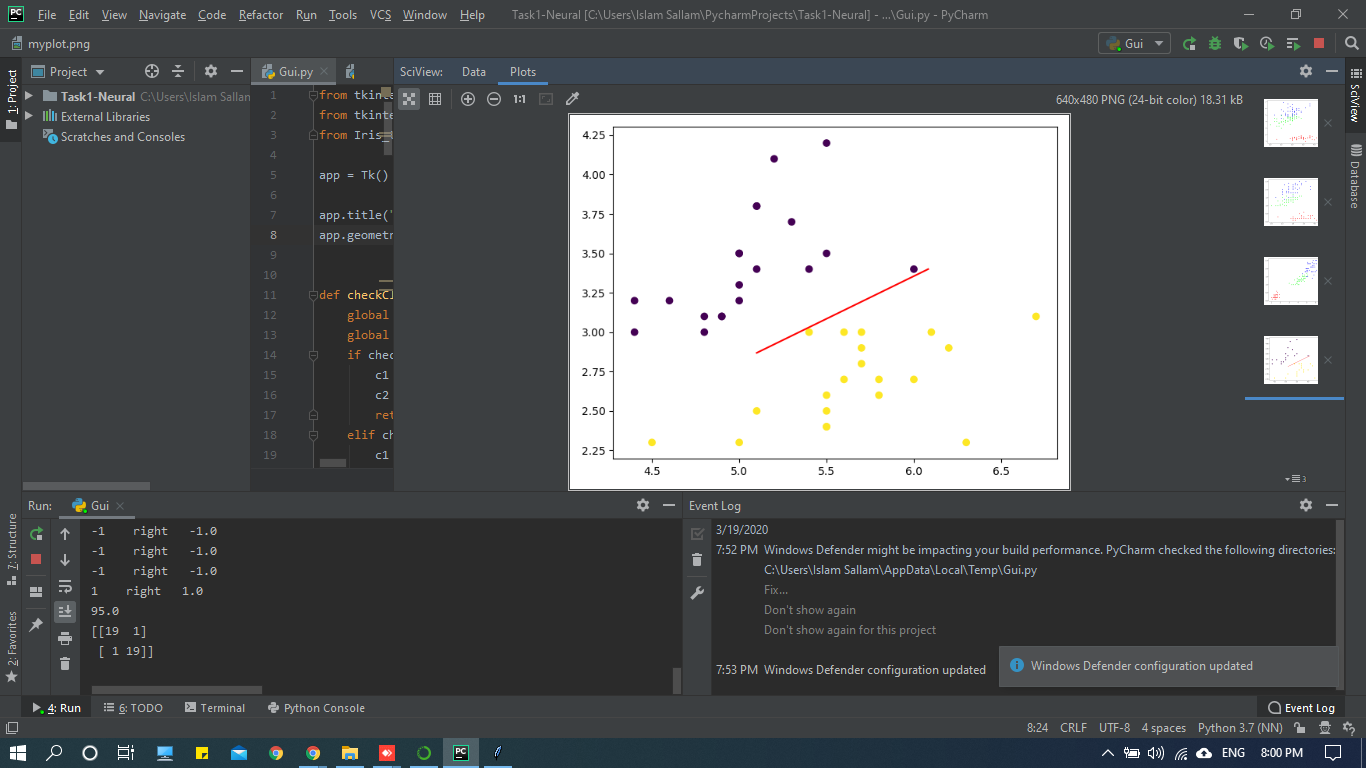 File Edit View Navigate Code Refactor Run Tools VCS Window Help Task1-Neural [C:\Users\Islam Sallam\PycharmProjects\Task1-Neural] - ...\Gui.py - PyCharm
myplot.png
Gui
1: Project
Project
Gui.py
SciView: Data Plots
Task1-Neural C:\Users\Islam Sallam
External Libraries
Scratches and Consoles
1 from tkinte
2 from tkinte
3 from Iris_
4
5 app = Tk()
6
7 app.title('
8 app.geometr
9
10
11 def checkCl
12 global
13 global
14 if chec
15 c1
16 c2
17 ret
18 elif ch
19 c1
1:1
640x480 PNG (24-bit color) 18.31 kB
4.25
4.00
3.75
3.50
3.25
3.00
2.75
2.50
2.25
4.5 5.0 5.5 6.0 6.5
3
SciView
Database
Run: Gui
-1 right -1.0
-1 right -1.0
-1 right -1.0
1 right 1.0
95.0
[[19 1]
[ 1 19]]
7: Structure
2: Favorites
Event Log
3/19/2020
7:52 PM Windows Defender might be impacting your build performance. PyCharm checked the following directories:
C:\Users\Islam Sallam\AppData\Local\Temp\Gui.py
Fix...
Don't show again
Don't show again for this project
7:53 PM Windows Defender configuration updated
Windows Defender configuration updated
4: Run 6: TODO Terminal Python Console Event Log
8:24 CRLF UTF-8 4 spaces Python 3.7 (NN)
PC
ENG 8:00 PM